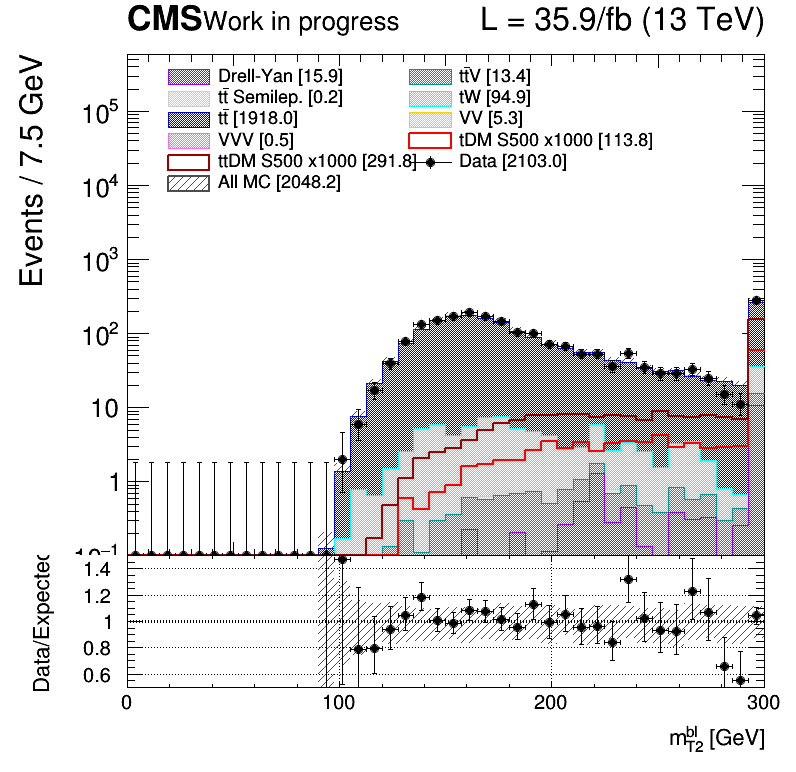 CMS Work in progress L = 35.9/fb (13 TeV)
Drell-Yan [15.9] tt̄V [13.4]
tt̄ Semilep. [0.2] tW [94.9]
tt̄ [1918.0] VV [5.3]
VVV [0.5] tDM S500 x1000 [113.8]
ttDM S500 x1000 [291.8] Data [2103.0]
All MC [2048.2]
Events / 7.5 GeV
10⁵
10⁴
10³
10²
10
1
10⁻¹
Data/Expected
1.4
1.2
1
0.8
0.6
0 100 200 300
m_{T2}^{bl} [GeV]